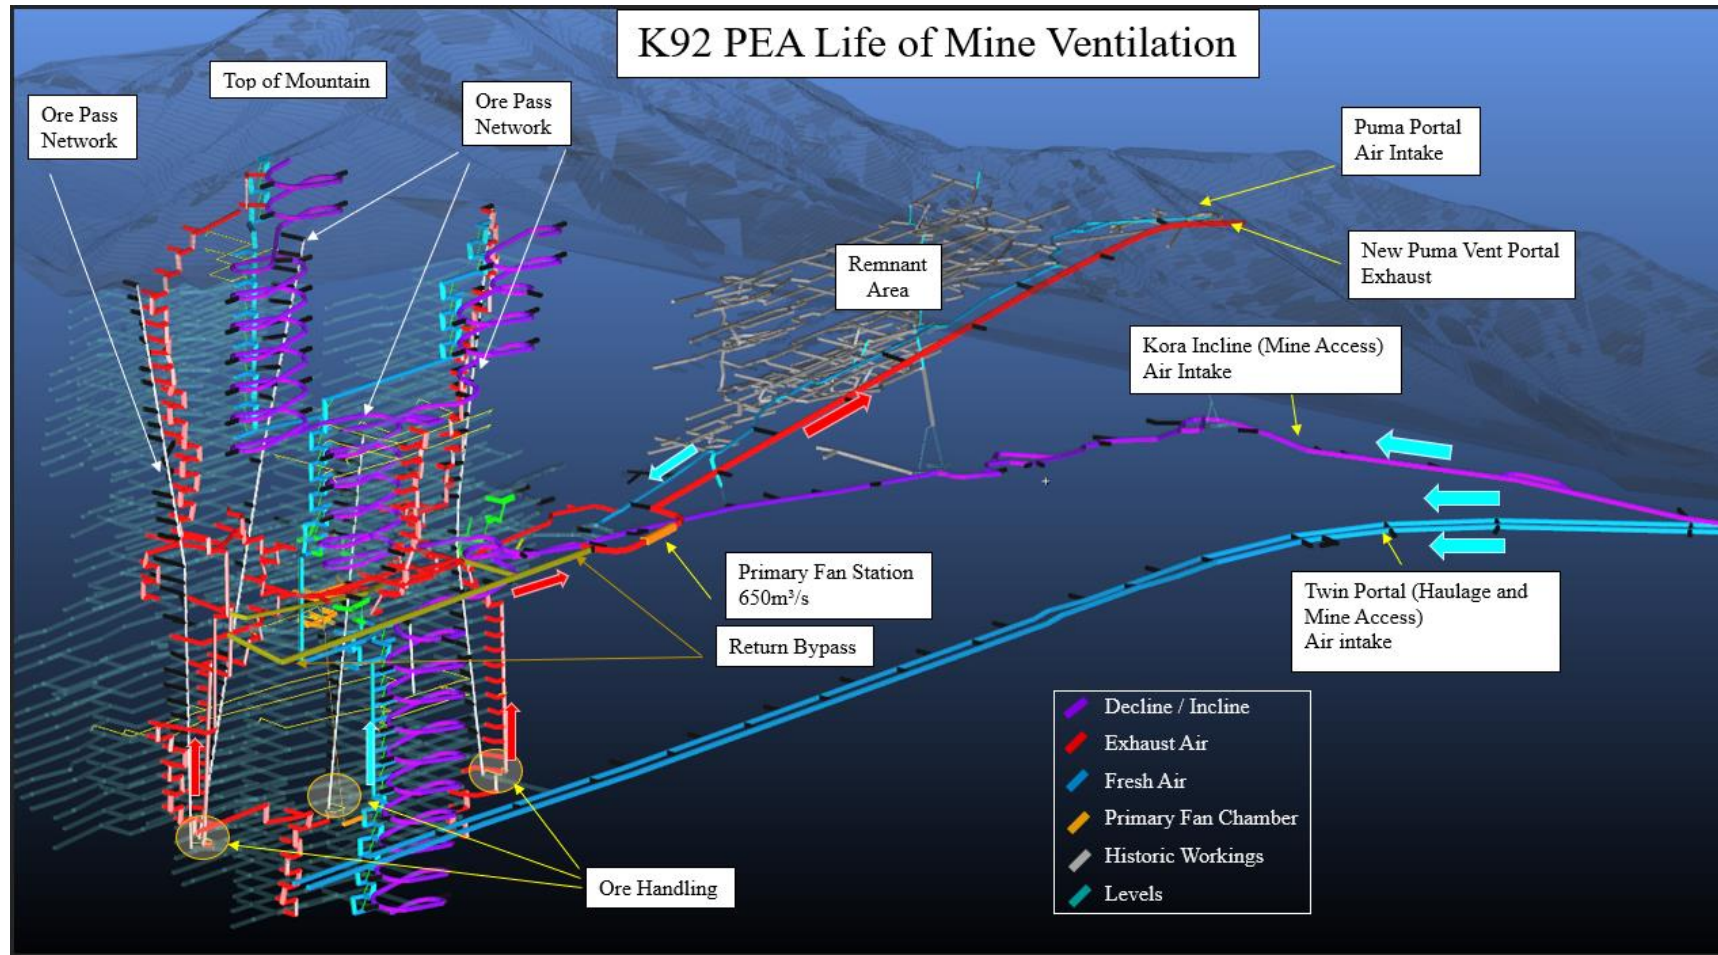 K92 PEA Life of Mine Ventilation
Top of Mountain
Ore Pass
Network
Ore Pass
Network
Puma Portal
Air Intake
New Puma Vent Portal
Exhaust
Remnant
Area
Kora Incline (Mine Access)
Air Intake
Primary Fan Station
650m³/s
Return Bypass
Twin Portal (Haulage and
Mine Access)
Air intake
Ore Handling
Decline / Incline
Exhaust Air
Fresh Air
Primary Fan Chamber
Historic Workings
Levels